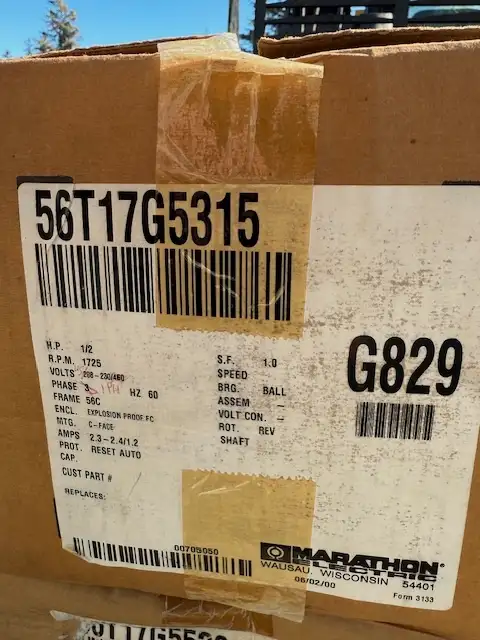 56T17G5315
H.P. 1/2
R.P.M. 1725
VOLTS 208-230/460
PHASE 3 HZ 60
FRAME 56C
ENCL. EXPLOSION PROOF,FC
MTG. C-FACE
AMPS 2.3-2.4/1.2
PROT. RESET AUTO
CAP.
CUST PART #
REPLACES:
S.F. 1.0
SPEED
BRG. BALL
ASSEM —
VOLT CON. —
ROT. REV
SHAFT
G829
00705050
MARATHON®
ELECTRIC
WAUSAU, WISCONSIN 54401
06/02/00
Form 3133